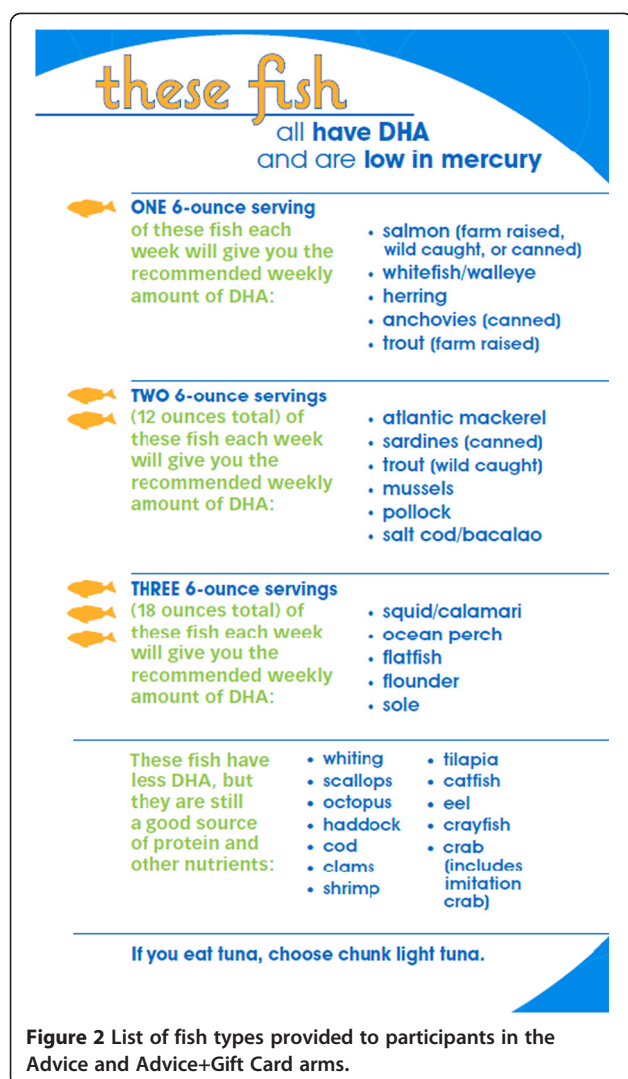 these fish
all have DHA
and are low in mercury
ONE 6-ounce serving
of these fish each
week will give you the
recommended weekly
amount of DHA:
• salmon (farm raised,
wild caught, or canned)
• whitefish/walleye
• herring
• anchovies (canned)
• trout (farm raised)
TWO 6-ounce servings
(12 ounces total) of
these fish each week
will give you the
recommended weekly
amount of DHA:
• atlantic mackerel
• sardines (canned)
• trout (wild caught)
• mussels
• pollock
• salt cod/bacalao
THREE 6-ounce servings
(18 ounces total) of
these fish each week
will give you the
recommended weekly
amount of DHA:
• squid/calamari
• ocean perch
• flatfish
• flounder
• sole
These fish have
less DHA, but
they are still
a good source
of protein and
other nutrients:
• whiting
• scallops
• octopus
• haddock
• cod
• clams
• shrimp
• tilapia
• catfish
• eel
• crayfish
• crab
(includes
imitation
crab)
If you eat tuna, choose chunk light tuna.
Figure 2 List of fish types provided to participants in the
Advice and Advice+Gift Card arms.